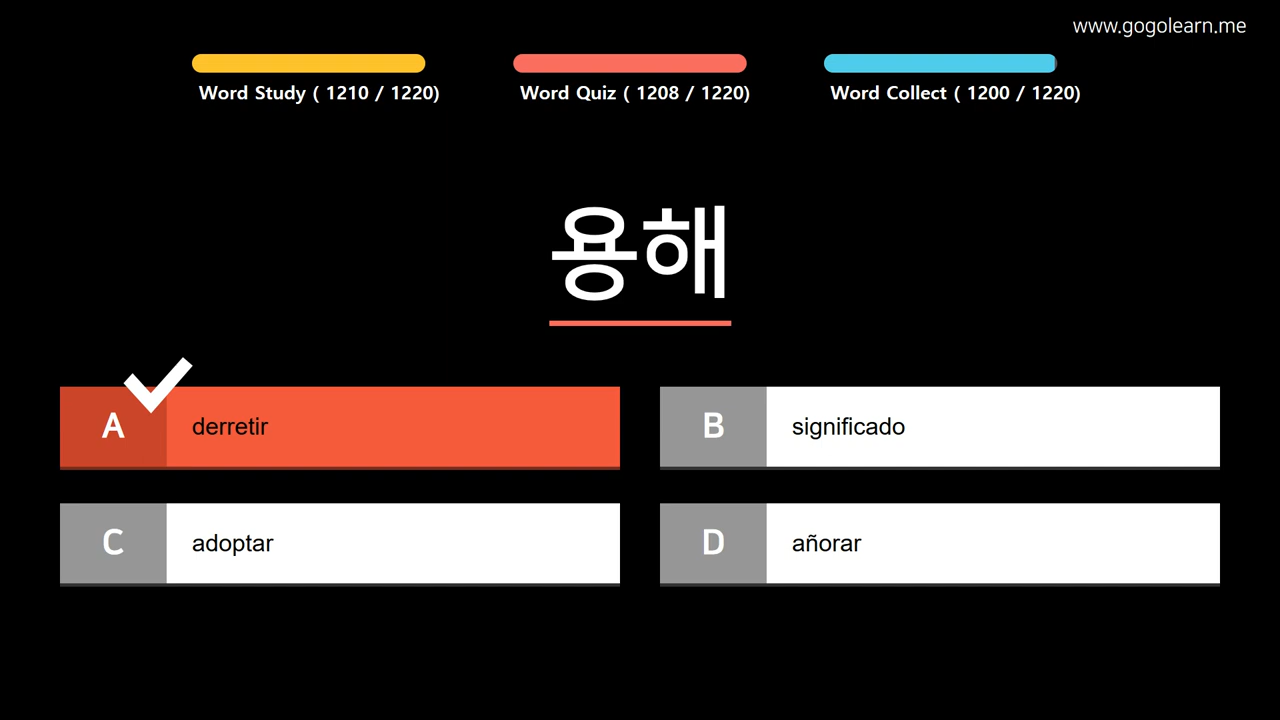 www.gogolearn.me
Word Study ( 1210 / 1220)
Word Quiz ( 1208 / 1220)
Word Collect ( 1200 / 1220)
용해
A derretir
B significado
C adoptar
D añorar